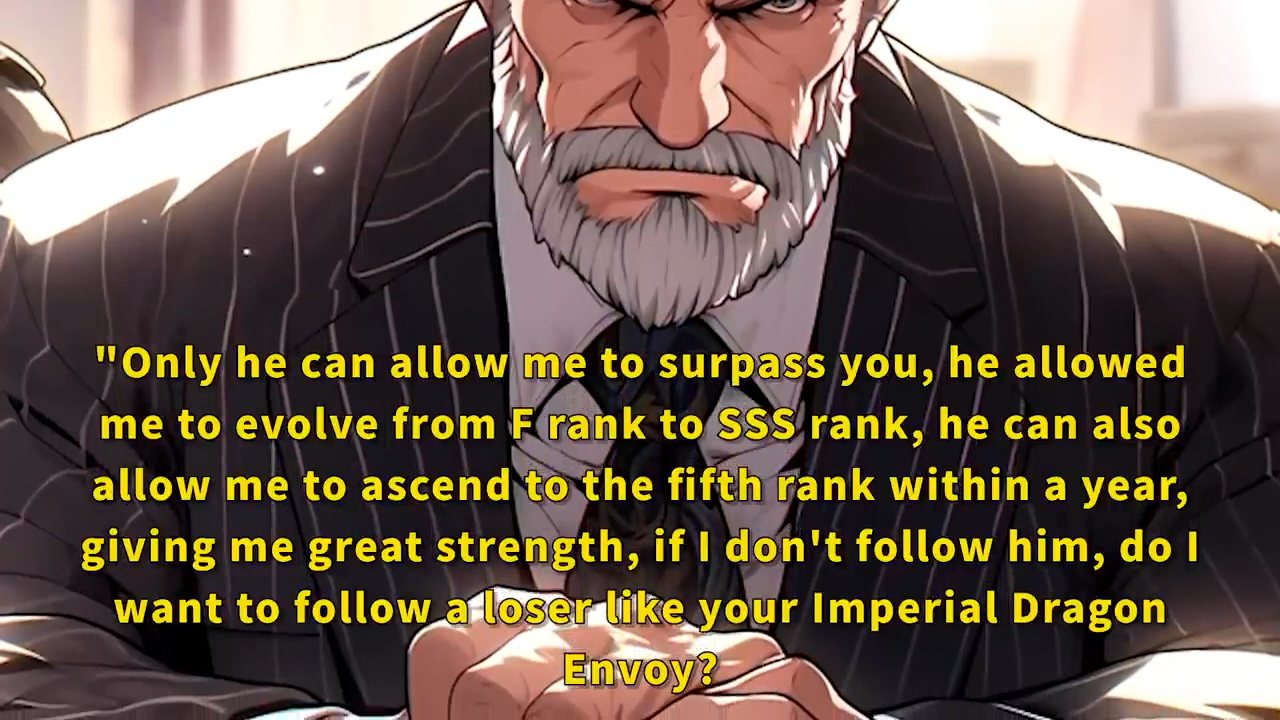 "Only he can allow me to surpass you, he allowed
me to evolve from F rank to SSS rank, he can also
allow me to ascend to the fifth rank within a year,
giving me great strength, if I don't follow him, do I
want to follow a loser like your Imperial Dragon
Envoy?